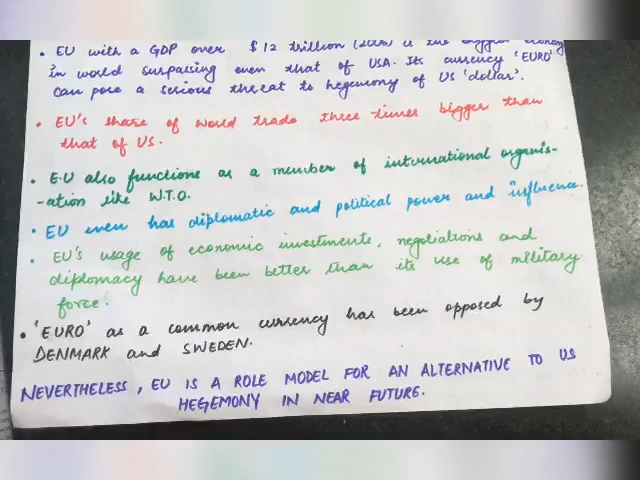 • EU with a GDP over $12 trillion (2005) is the biggest economy
in world surpassing even that of USA. Its currency 'EURO'
can pose a serious threat to hegemony of US 'dollar'.
• EU's share of world trade three times bigger than
that of US.
• E.U also functions as a member of international organis-
-ation like W.T.O.
• EU even has diplomatic and political power and influence.
• EU's usage of economic investments, negotiations and
diplomacy have been better than its use of military
force.
• 'EURO' as a common currency has been opposed by
DENMARK and SWEDEN.
NEVERTHELESS, EU IS A ROLE MODEL FOR AN ALTERNATIVE TO US
HEGEMONY IN NEAR FUTURE.